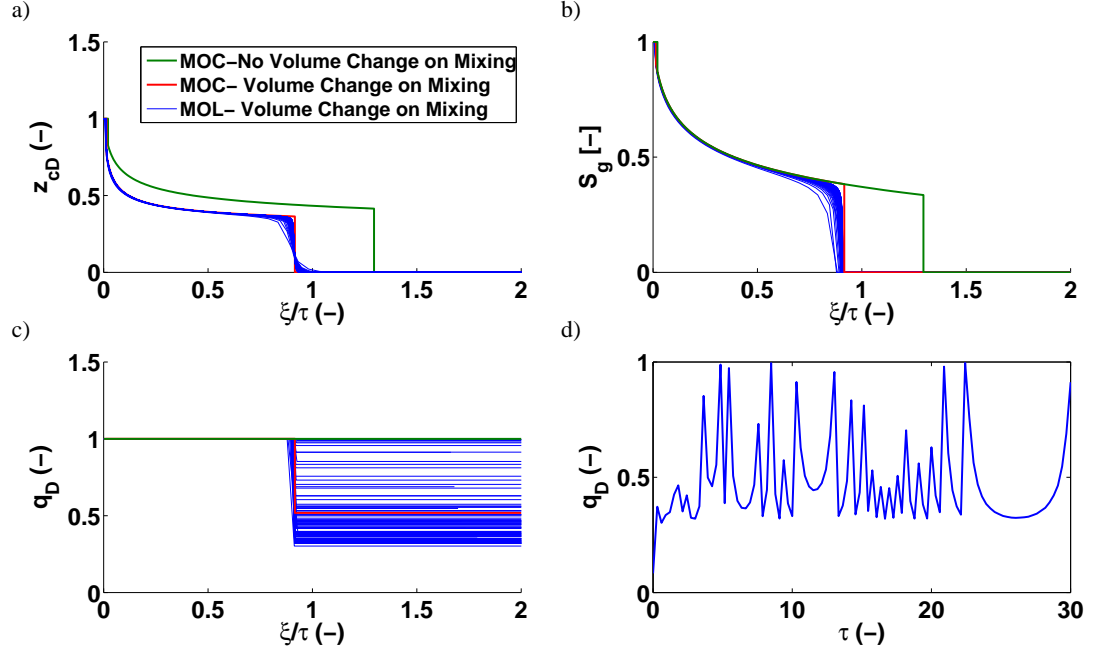 a)
1.5
1
0.5
0
z_cD (−)
MOC−No Volume Change on Mixing
MOC− Volume Change on Mixing
MOL− Volume Change on Mixing
0 0.5 1 1.5 2
ξ/τ (−)
b)
1
0.5
0
S_g [−]
0 0.5 1 1.5 2
ξ/τ (−)
c)
1.5
1
0.5
0
q_D (−)
0 0.5 1 1.5 2
ξ/τ (−)
d)
1
0.5
0
q_D (−)
0 10 20 30
τ (−)